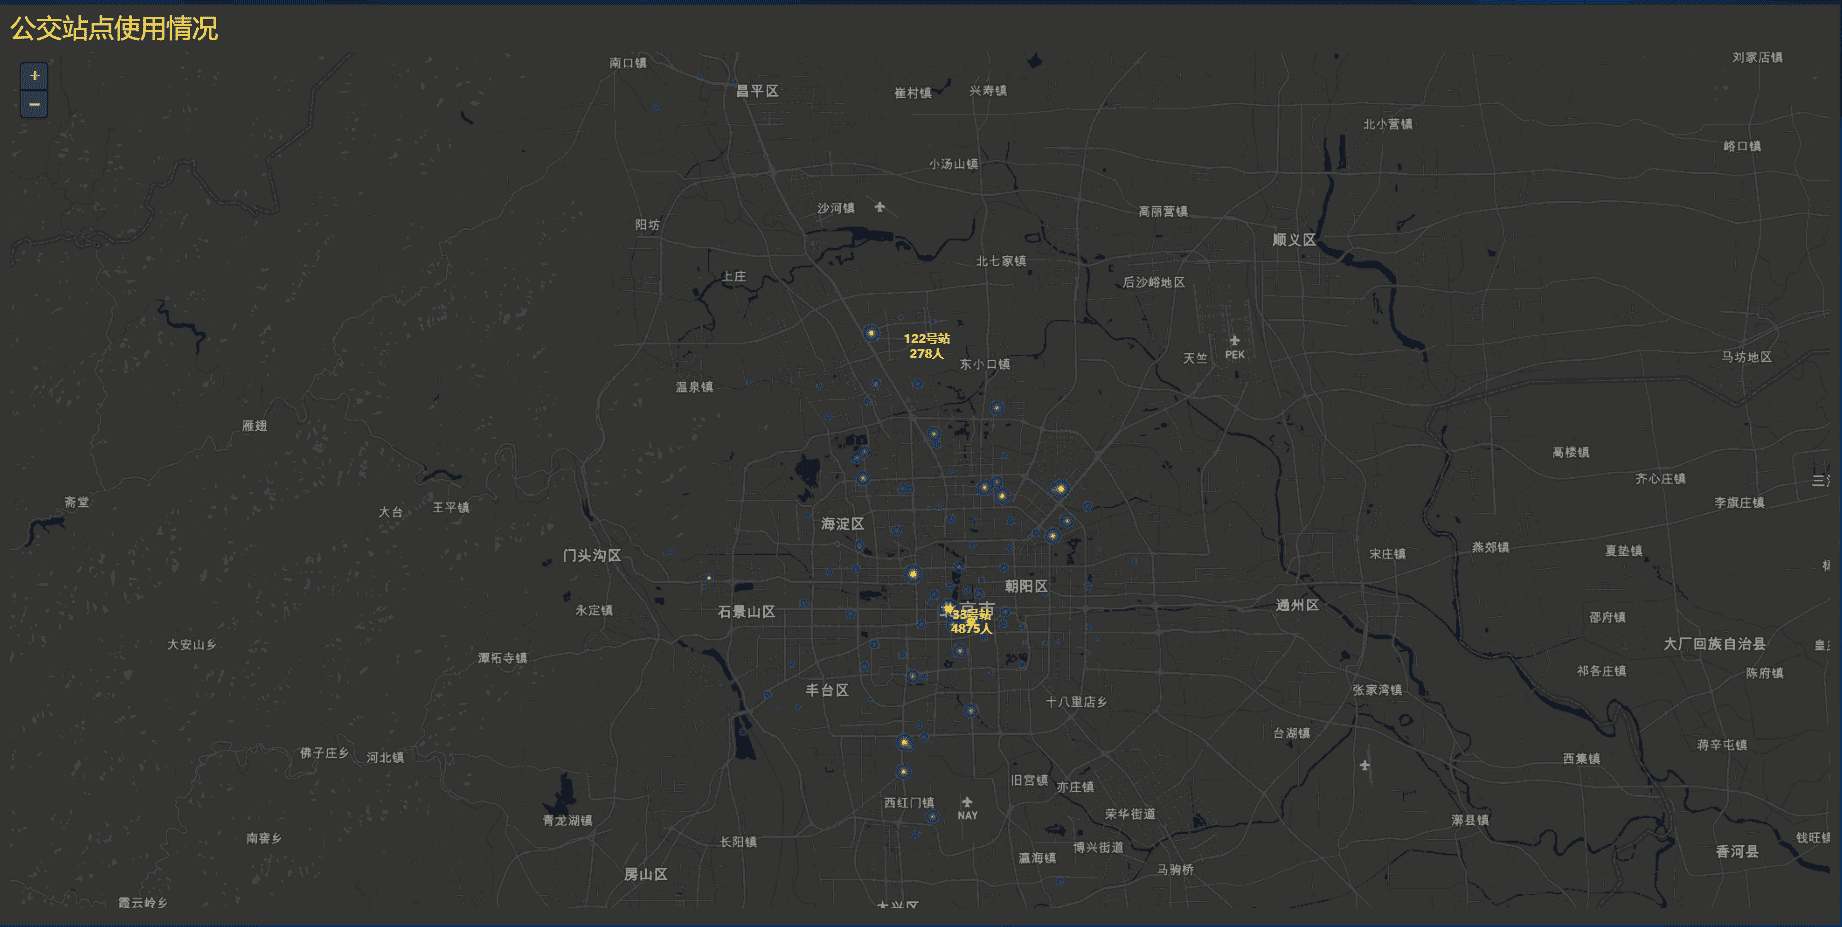 公交站点使用情况
+
−
南口镇
刘家店镇
昌平区
崔村镇
兴寿镇
北小营镇
峪口镇
小汤山镇
沙河镇
高丽营镇
阳坊
顺义区
北七家镇
上庄
后沙峪地区
122号站
278人
PEK
天竺
马坊地区
东小口镇
温泉镇
雁翅
高楼镇
齐心庄镇
三
斋堂
大台
王平镇
李旗庄镇
海淀区
燕郊镇
夏垫镇
宋庄镇
门头沟区
朝阳区
石景山区
永定镇
通州区
京市
33号站
4875人
邵府镇
大安山乡
大厂回族自治县
潭柘寺镇
祁各庄镇
陈府镇
丰台区
张家湾镇
十八里店乡
台湖镇
蒋辛屯镇
佛子庄乡
河北镇
西集镇
旧宫镇
亦庄镇
西红门镇
NAY
荣华街道
青龙湖镇
漷县镇
南窖乡
长阳镇
博兴街道
钱旺镇
瀛海镇
香河县
马驹桥
房山区
霞云岭乡
大兴区